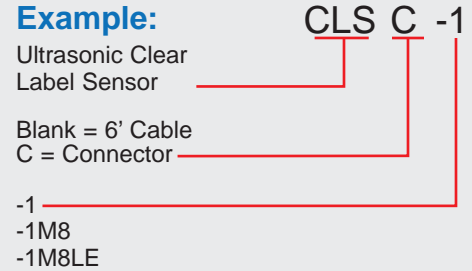 Example: CLS C -1
Ultrasonic Clear
Label Sensor
Blank = 6' Cable
C = Connector
-1
-1M8
-1M8LE